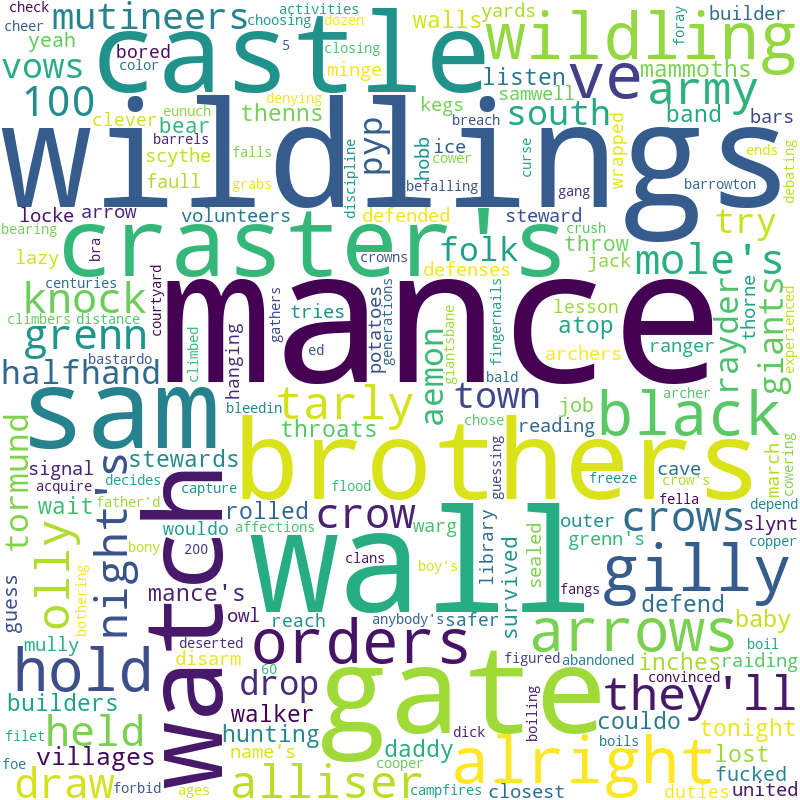 check
mutineers
activities
choosing
dozen
walls
yards
foray
builder
cheer
color
5
closing
yeah
bored
castle
wildling
vows
barrels
minge
listen
ve
mammoths
100
clever
eunuch
denying
samwell
army
thenns
kegs
south
band
bars
bear
pyp
breach
wildlings
scythe
falls
discipline
hobb
ice
cower
curse
wrapped
ends
faull
grabs
befalling
gang
barrowton
debating
locke
arrow
volunteers
defended
steward
bearing
bra
craster's
crowns
folk
crush
throw
try
lazy
defenses
jack
mole's
centuries
courtyard
gathers
mance
fingernails
lesson
thorne
knock
climbers
distance
tries
potatoes
generations
giantsbane
atop
rayder
giants
experienced
grenn
climbed
ed
aemon
archers
ranger
bastardo
halfhand
hanging
bald
archer
sam
bleedin
tarly
chose
town
job
black
tormund
throats
brothers
reading
guessing
signal
night's
stewards
cave
march
cowering
acquire
decides
capture
flood
freeze
crow's
wait
father'd
rolled
crow
fella
depend
olly
wouldo
affections
warg
library
outer
crows
slynt
bony
200
watch
wall
survived
sealed
grenn's
copper
guess
bothering
clans
boy's
gilly
mance's
fangs
owl
reach
anybody's
safer
defend
baby
mully
deserted
orders
arrows
boil
disarm
figured
abandoned
inches
raiding
hold
60
gate
convinced
drop
they'll
builders
walker
boiling
dick
couldo
tonight
held
hunting
boils
filet
villages
name's
daddy
alright
lost
foe
cooper
fucked
draw
forbid
ages
alliser
campfires
closest
duties
united